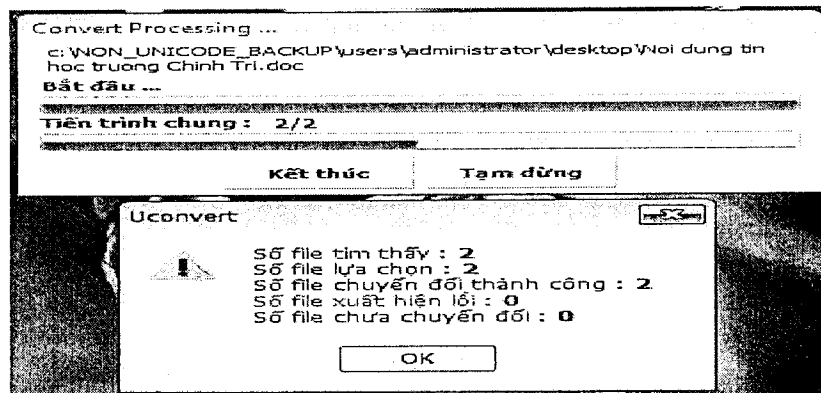 Convert Processing ...
c:\NON_UNICODE_BACKUP\users\administrator\desktop\Noi dung tin
hoc truong Chinh Tri.doc
Bắt đầu ...
Tiến trình chung : 2/2
Kết thúc Tạm dừng
Uconvert
Số file tìm thấy : 2
Số file lựa chọn : 2
Số file chuyển đổi thành công : 2
Số file xuất hiện lỗi : 0
Số file chưa chuyển đổi : 0
OK